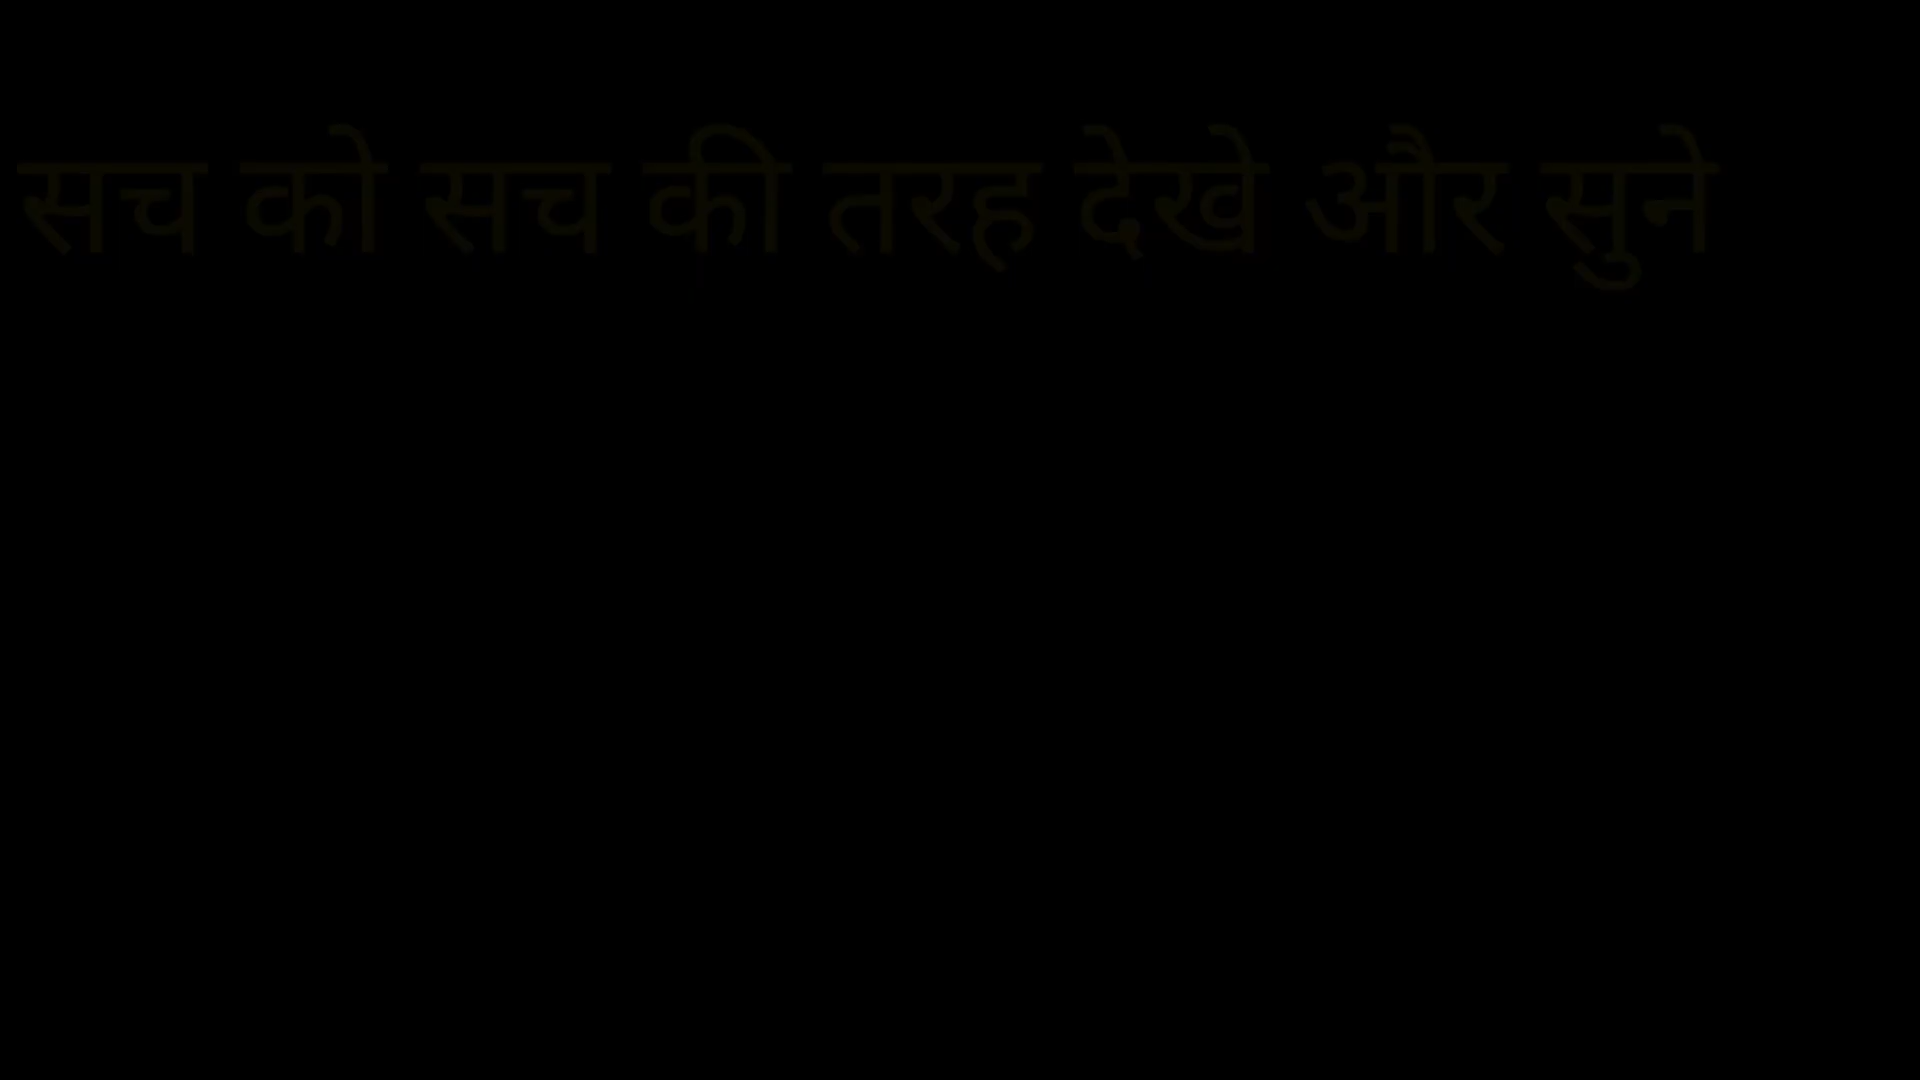 सच को सच की तरह देखे और सुने